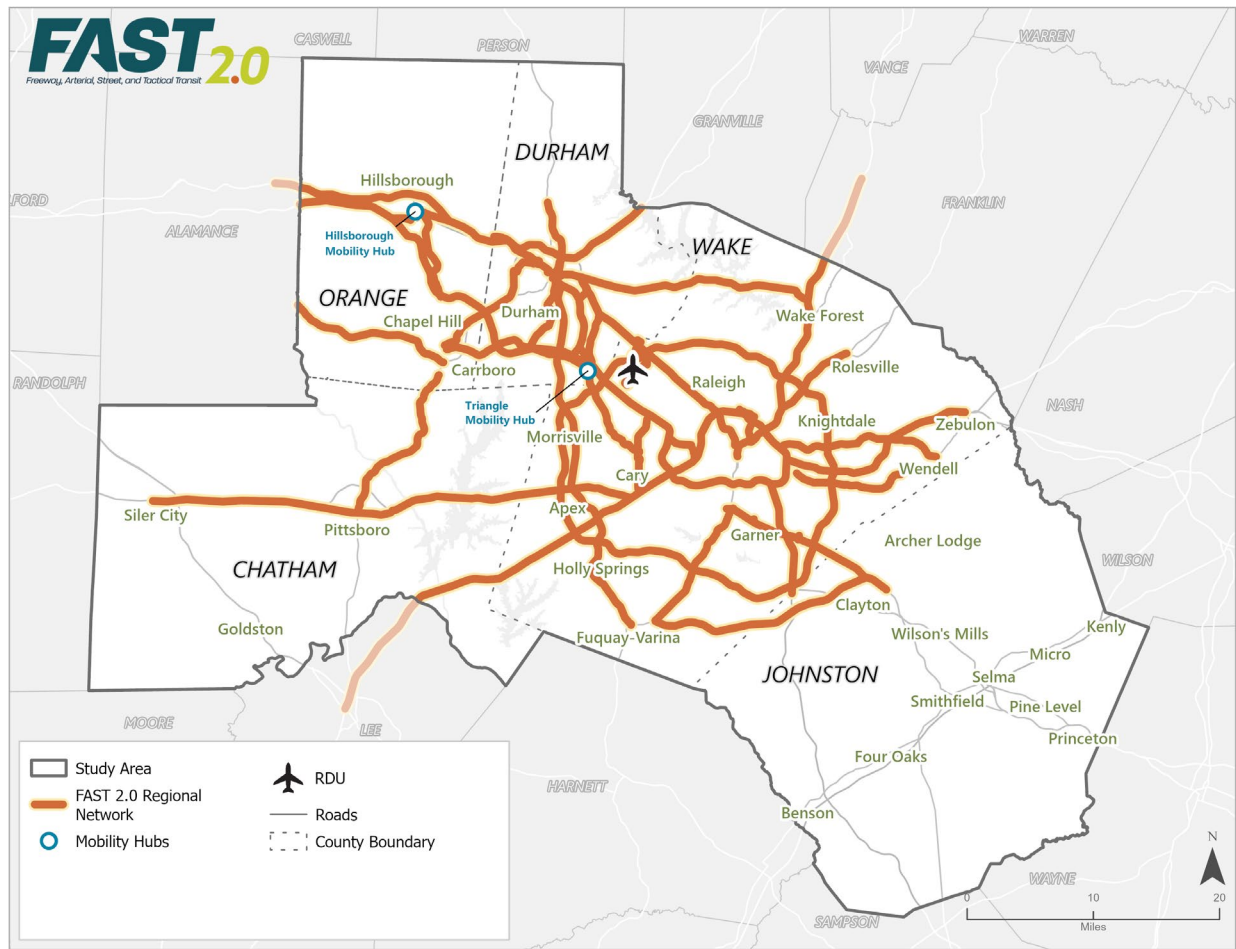 FAST 2.0
Freeway, Arterial, Street, and Tactical Transit
CASWELL
PERSON
WARREN
VANCE
GRANVILLE
DURHAM
Hillsborough
FORD
FRANKLIN
ALAMANCE
Hillsborough
Mobility Hub
WAKE
ORANGE
Chapel Hill
Durham
Wake Forest
Carrboro
Rolesville
RANDOLPH
Raleigh
Triangle
Mobility Hub
NASH
Knightdale
Zebulon
Morrisville
Wendell
Cary
Siler City
Apex
Pittsboro
Garner
Archer Lodge
CHATHAM
Holly Springs
WILSON
Clayton
Goldston
Fuquay-Varina
Wilson's Mills
Kenly
Micro
JOHNSTON
Selma
Smithfield
Pine Level
MOORE
LEE
Princeton
Four Oaks
HARNETT
Benson
WAYNE
SAMPSON
Study Area
FAST 2.0 Regional
Network
Mobility Hubs
RDU
Roads
County Boundary
N
0 10 20
Miles